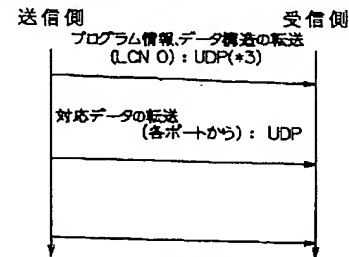 送信側 受信側
プログラム情報、データ構造の転送
(LCN 0) : UDP(*3)
対応データの転送
(各ポートから) : UDP